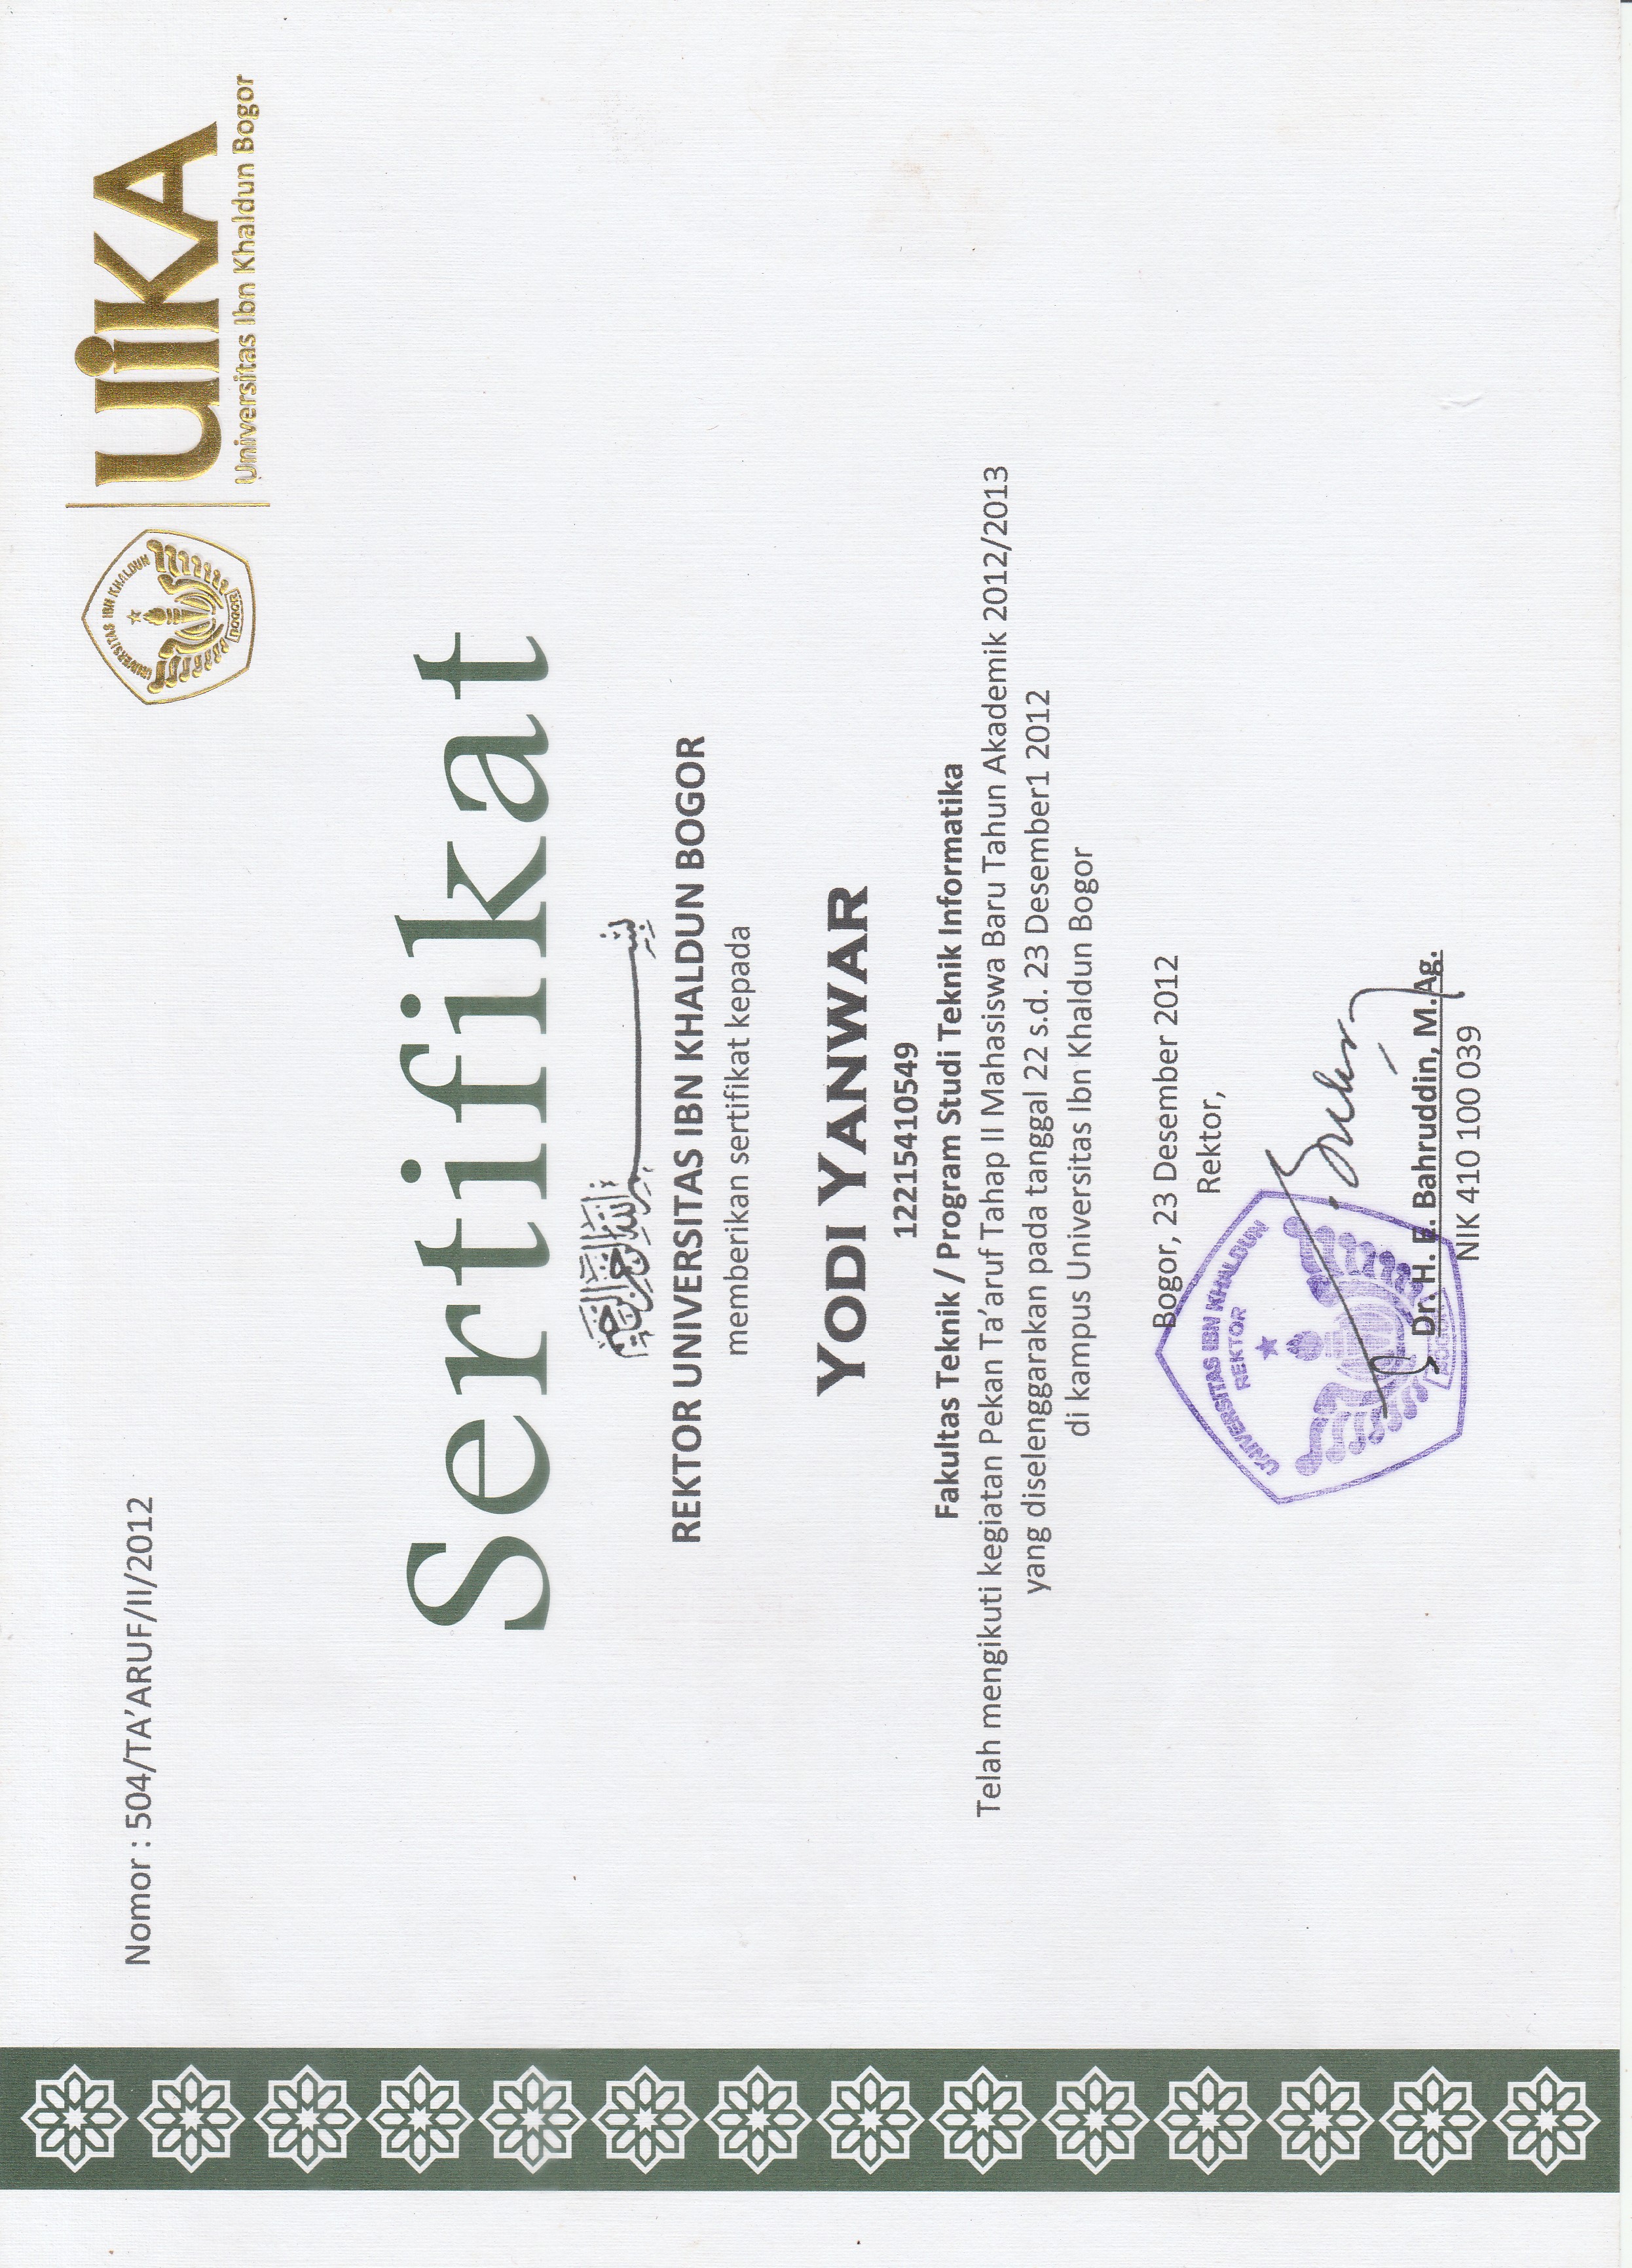 Nomor : 504/TA’ARUF/II/2012
UNIVERSITAS IBN KHALDUN
BOGOR
UiKA
Universitas Ibn Khaldun Bogor
Sertifikat
بِسْمِ اللهِ الرَّحْمٰنِ الرَّحِيْمِ
REKTOR UNIVERSITAS IBN KHALDUN BOGOR
memberikan sertifikat kepada
YODI YANWAR
12215410549
Fakultas Teknik / Program Studi Teknik Informatika
Telah mengikuti kegiatan Pekan Ta’aruf Tahap II Mahasiswa Baru Tahun Akademik 2012/2013
yang diselenggarakan pada tanggal 22 s.d. 23 Desember1 2012
di kampus Universitas Ibn Khaldun Bogor
Bogor, 23 Desember 2012
Rektor,
UNIVERSITAS IBN KHALDUN
REKTOR
BOGOR
Dr. H. E. Bahruddin, M.Ag.
NIK 410 100 039